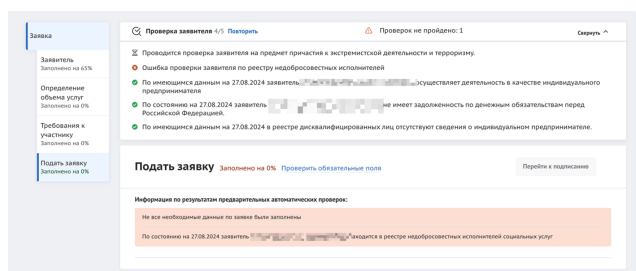 Заявка
Заявитель
Заполнено на 65%
Определение
объема услуг
Заполнено на 0%
Требования к
участнику
Заполнено на 0%
Подать заявку
Заполнено на 0%
Проверка заявителя 4/5 Повторить
Проверок не пройдено: 1
Свернуть
Проводится проверка заявителя на предмет причастия к экстремистской деятельности и терроризму.
Ошибка проверки заявителя по реестру недобросовестных исполнителей
По имеющимся данным на 27.08.2024 заявитель осуществляет деятельность в качестве индивидуального
предпринимателя
По состоянию на 27.08.2024 заявитель не имеет задолженность по денежным обязательствам перед
Российской Федерацией.
По имеющимся данным на 27.08.2024 в реестре дисквалифицированных лиц отсутствуют сведения о индивидуальном предпринимателе.
Подать заявку Заполнено на 0% Проверить обязательные поля
Перейти к подписанию
Информация по результатам предварительных автоматических проверок:
Не все необходимые данные по заявке были заполнены
По состоянию на 27.08.2024 заявитель находится в реестре недобросовестных исполнителей социальных услуг